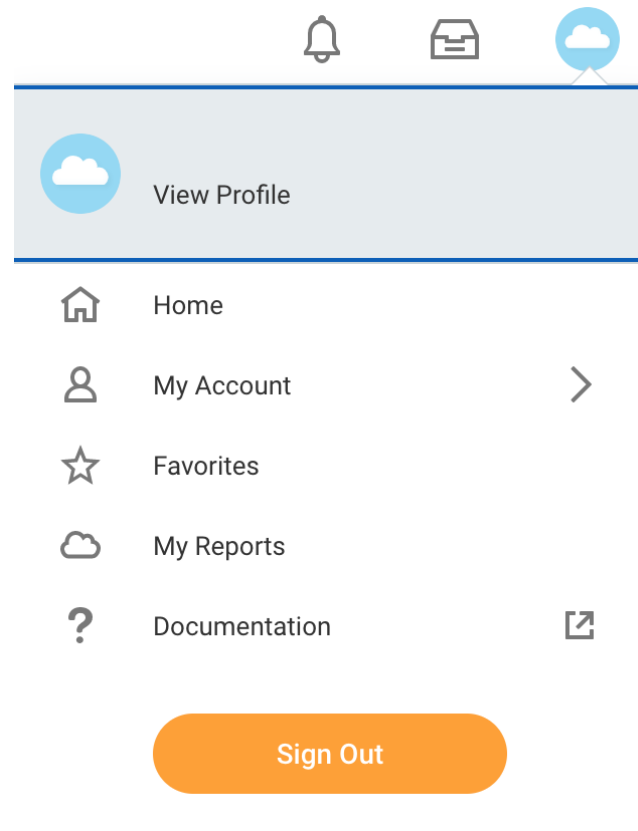 View Profile
Home
My Account
Favorites
My Reports
Documentation
Sign Out